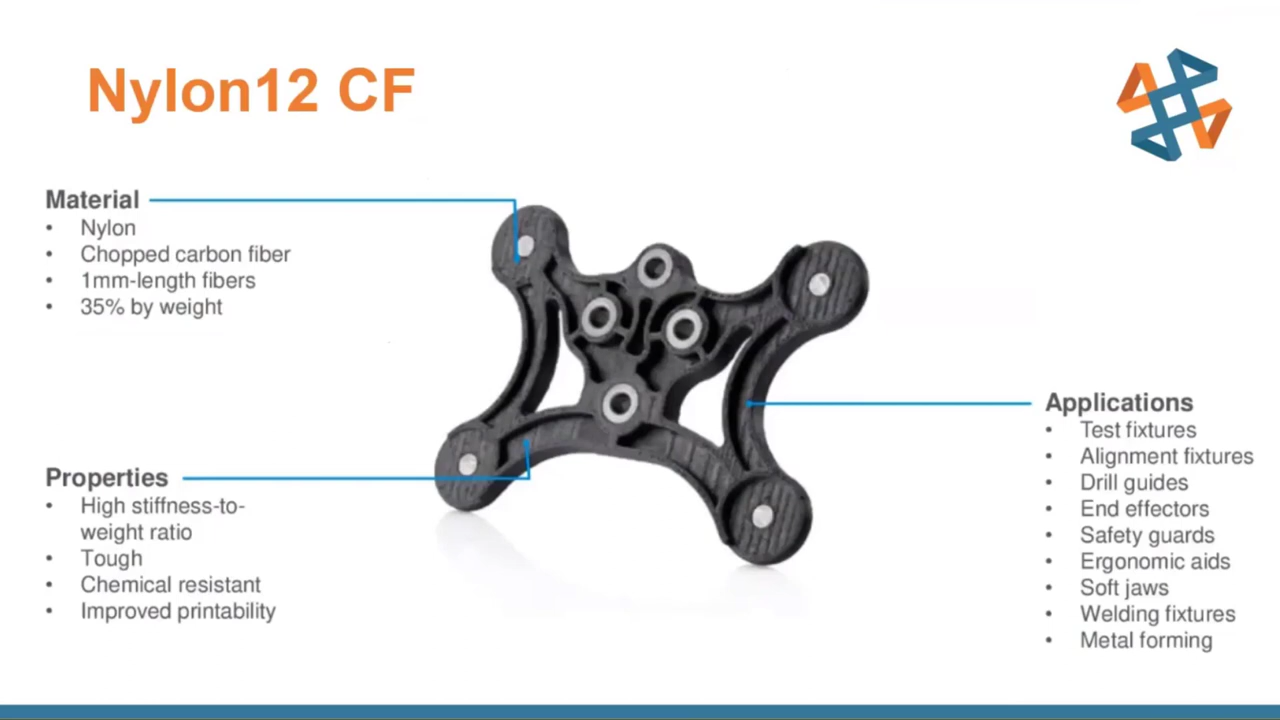 Nylon12 CF
Material
• Nylon
• Chopped carbon fiber
• 1mm-length fibers
• 35% by weight
Properties
• High stiffness-to-
weight ratio
• Tough
• Chemical resistant
• Improved printability
Applications
• Test fixtures
• Alignment fixtures
• Drill guides
• End effectors
• Safety guards
• Ergonomic aids
• Soft jaws
• Welding fixtures
• Metal forming